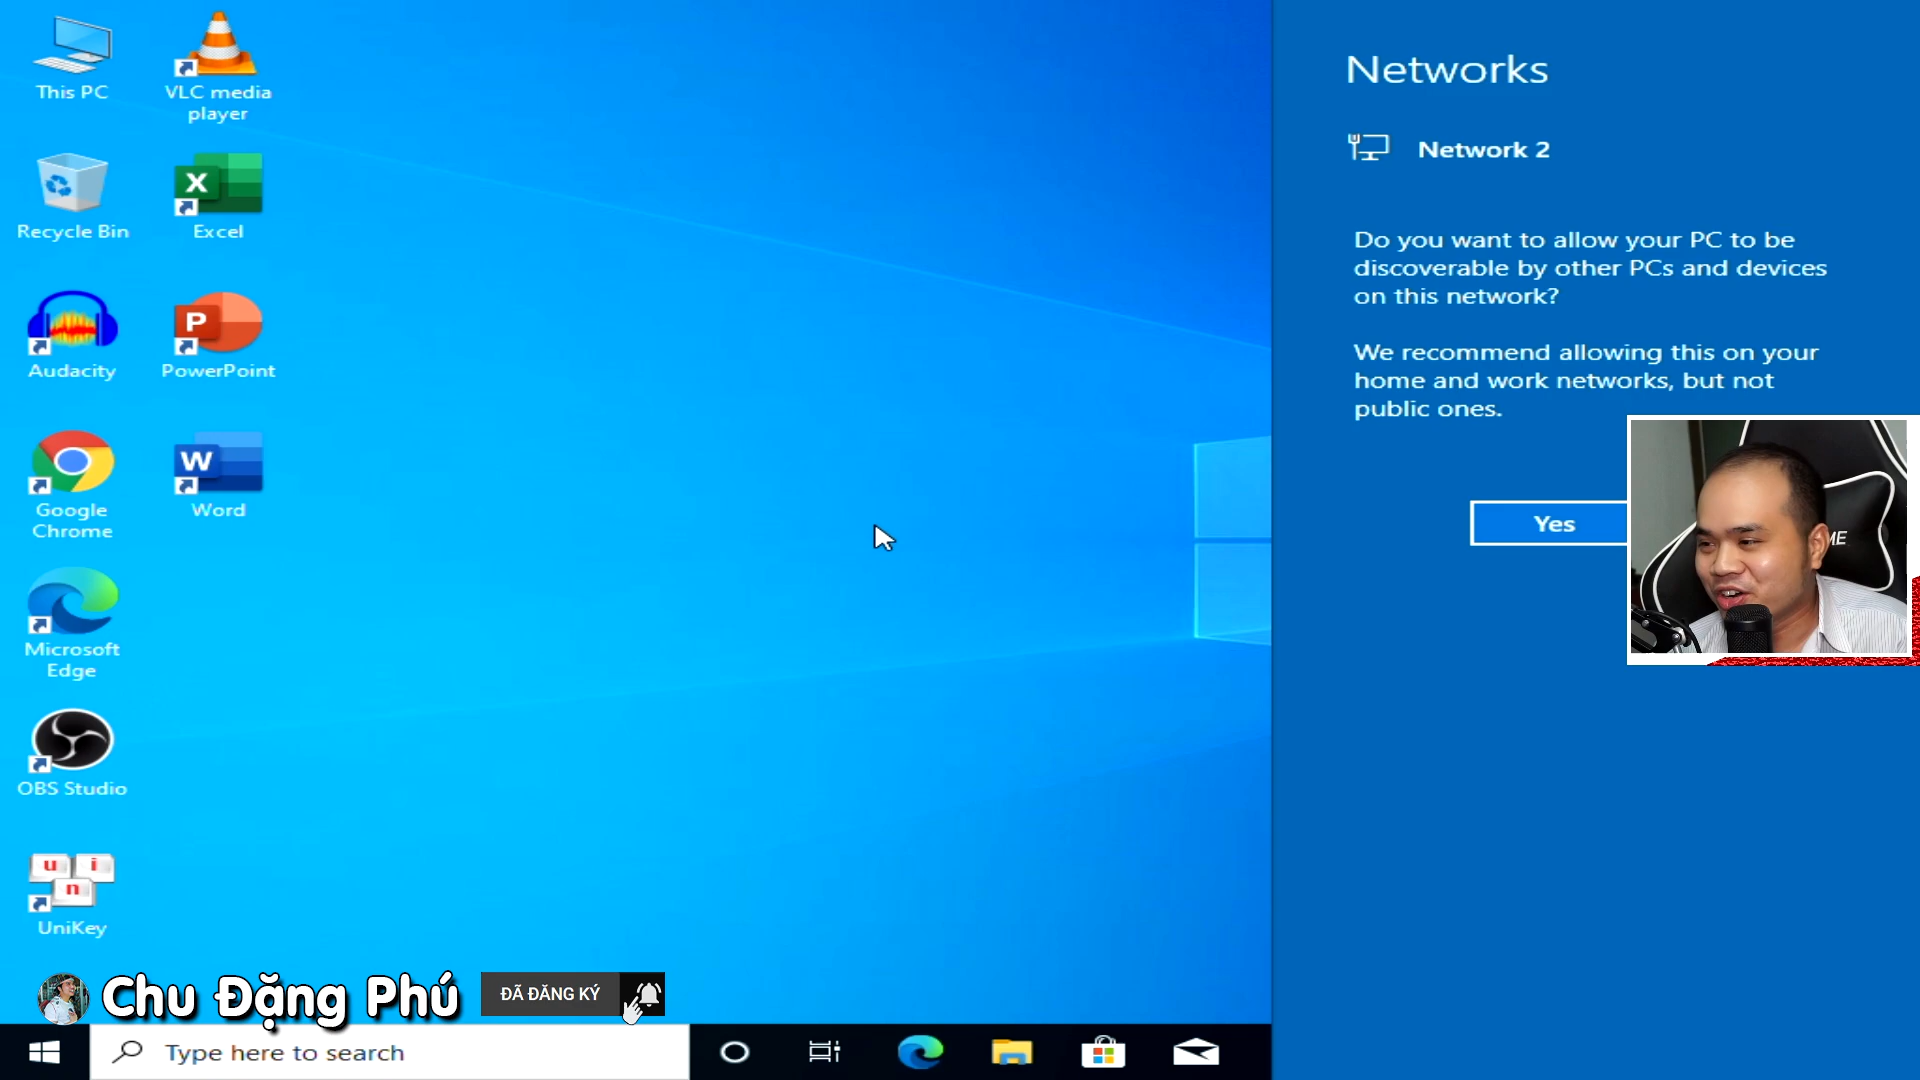 This PC
VLC media
player
Recycle Bin
X
Excel
Audacity
P
PowerPoint
Google
Chrome
W
Word
Microsoft
Edge
OBS Studio
u i
n
UniKey
Networks
Network 2
Do you want to allow your PC to be
discoverable by other PCs and devices
on this network?
We recommend allowing this on your
home and work networks, but not
public ones.
Yes
ME
Chu Đặng Phú
ĐÃ ĐĂNG KÝ
Type here to search